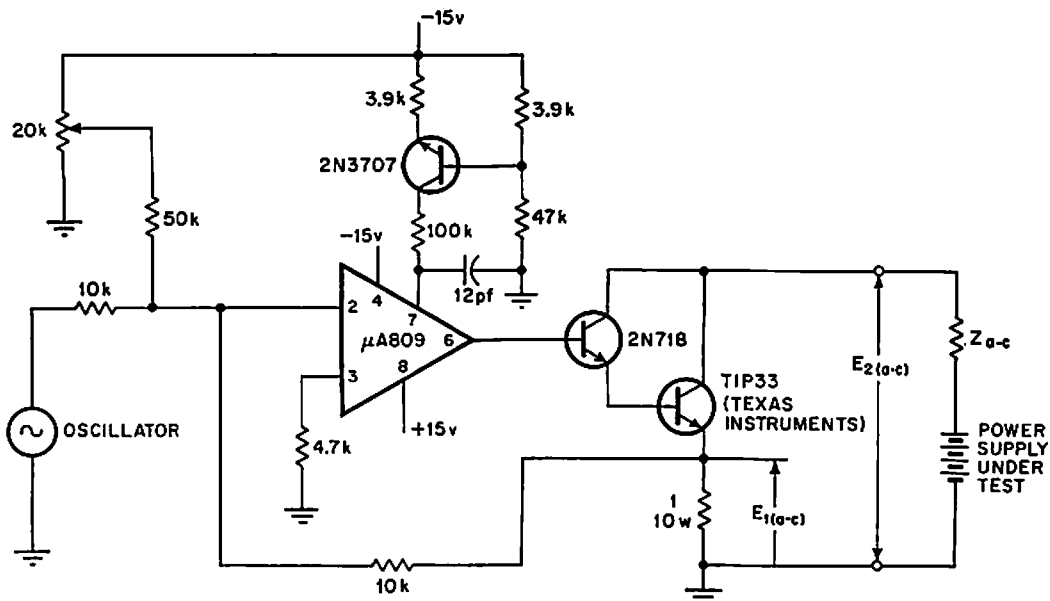 -15v
3.9k
3.9k
20k
2N3707
50k
100k
47k
-15v
12pf
10k
2
4
7
μA809
6
2N718
3
8
Z a-c
E2(a-c)
TIP33
(TEXAS
INSTRUMENTS)
OSCILLATOR
+15v
4.7k
POWER
SUPPLY
UNDER
TEST
1
10w
E1(a-c)
10k